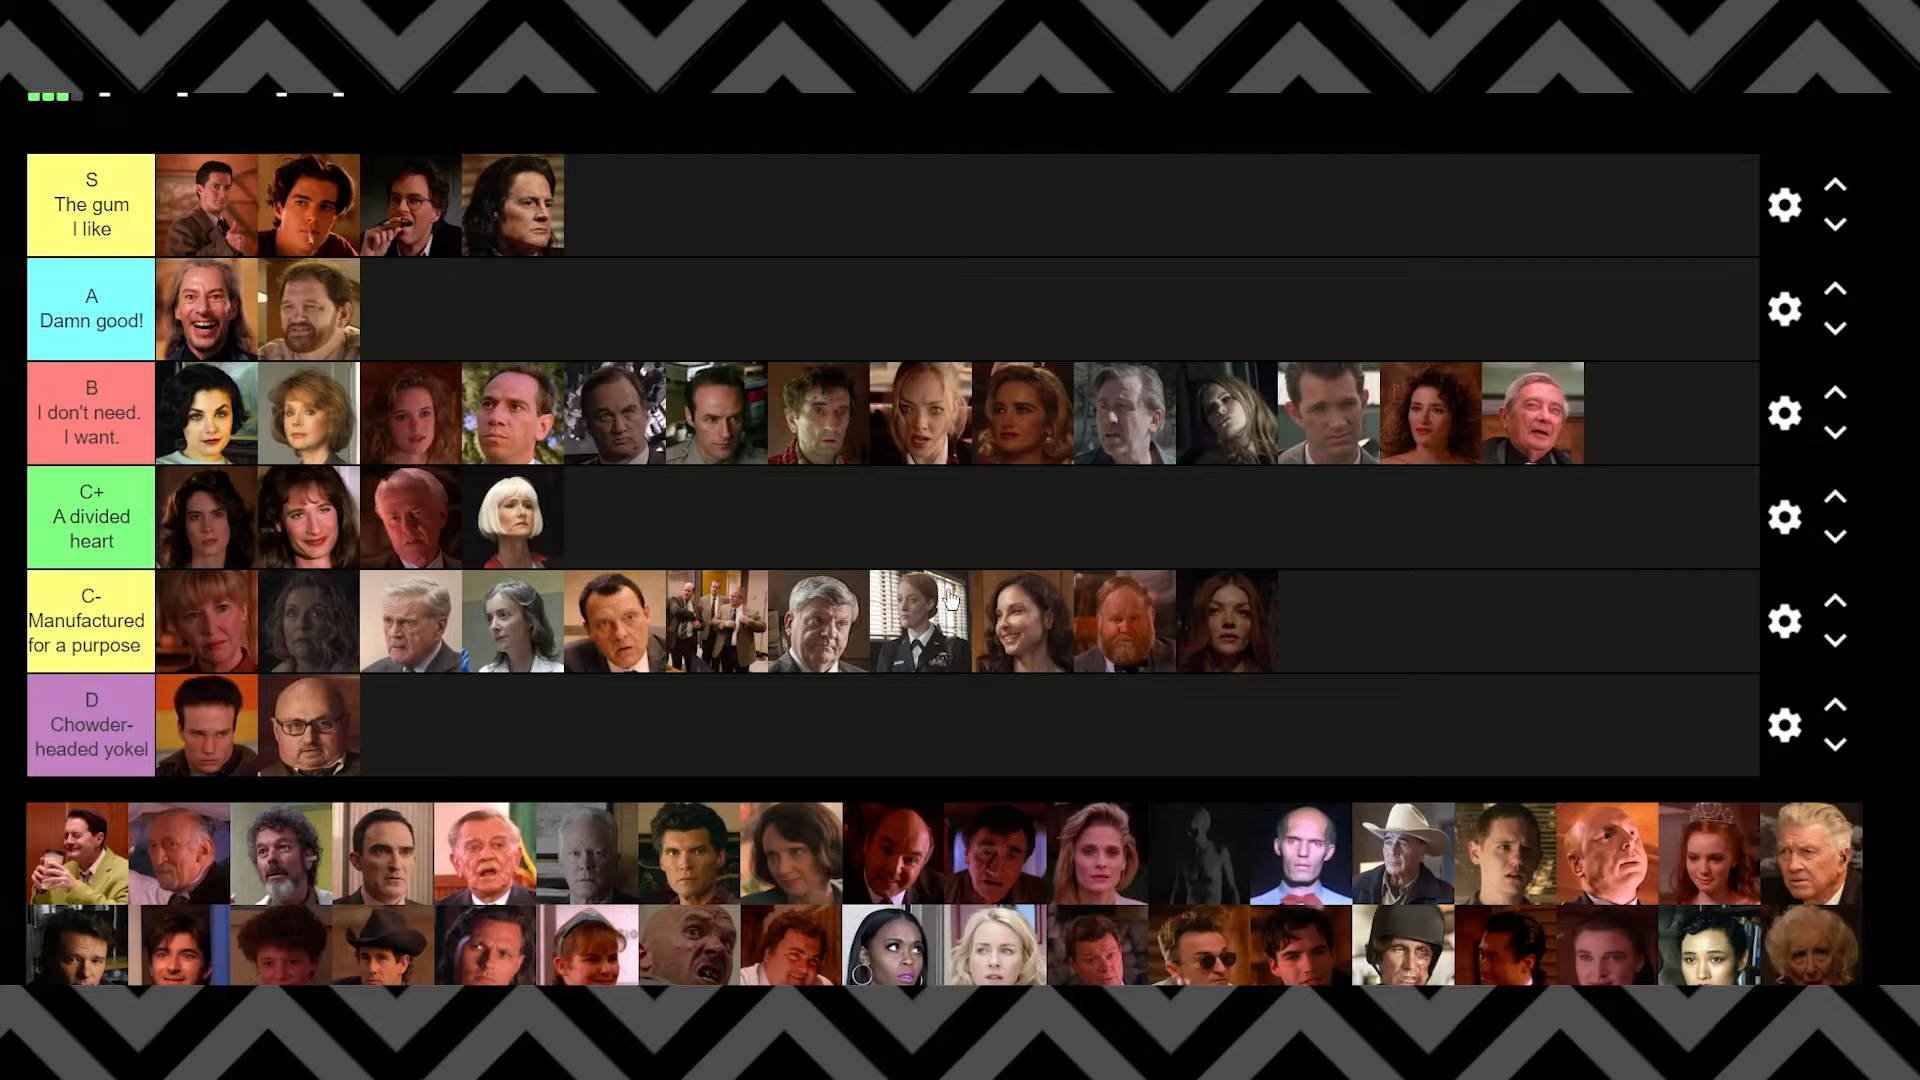 S
The gum
I like
A
Damn good!
B
I don't need.
I want.
C+
A divided
heart
C-
Manufactured
for a purpose
D
Chowder-
headed yokel